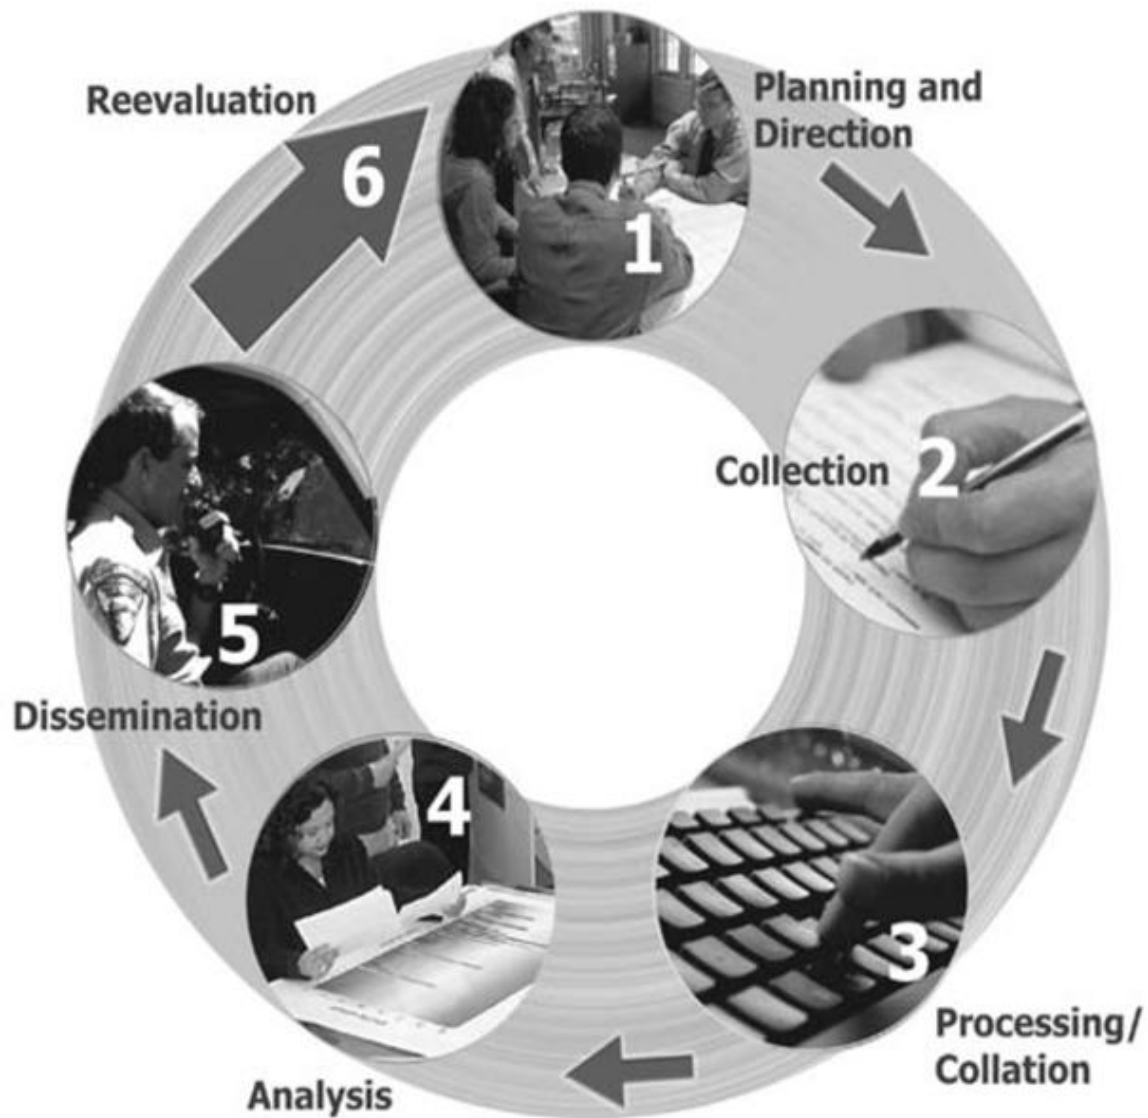 Planning and
Direction
1
Collection
2
3
Processing/
Collation
4
Analysis
5
Dissemination
Reevaluation
6